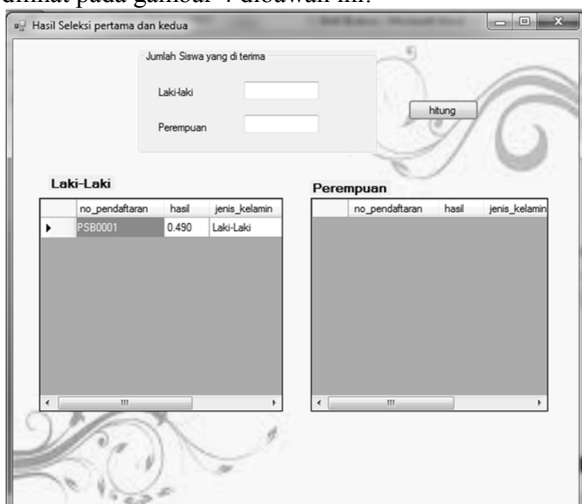 dilihat pada gambar 4 dibawah ini:
Hasil Seleksi pertama dan kedua
Jumlah Siswa yang di terima
Laki-laki
hitung
Perempuan
Laki-Laki
Perempuan
no_pendaftaran hasil jenis_kelamin
PSB0001 0.490 Laki-Laki
no_pendaftaran hasil jenis_kelamin